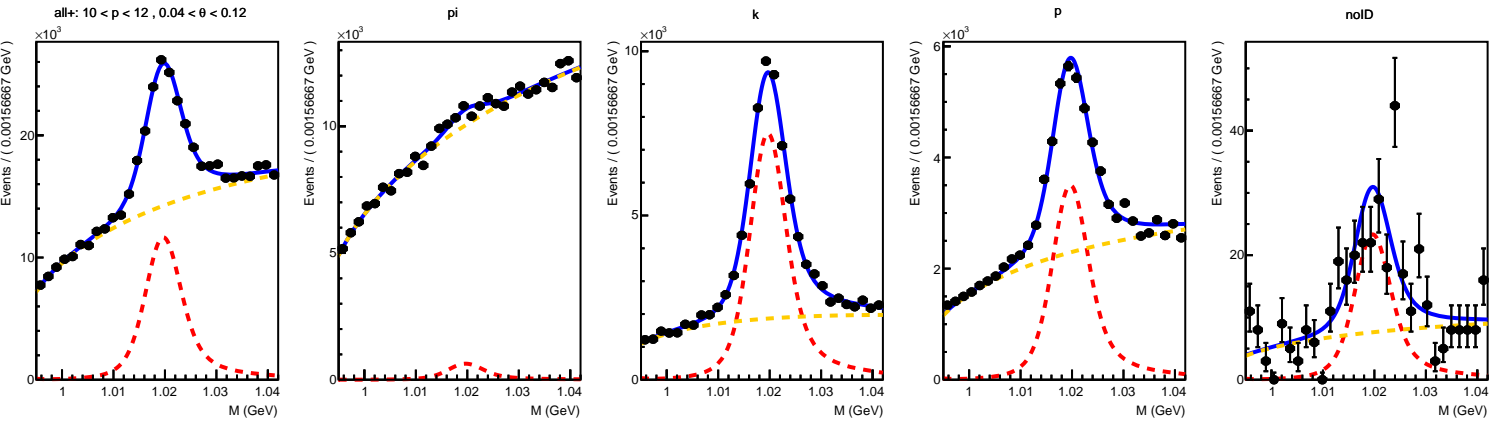 all+: 10 < p < 12 , 0.04 < θ < 0.12
×10³
Events / ( 0.00156667 GeV )
20
10
0
1 1.01 1.02 1.03 1.04
M (GeV)
pi
×10³
Events / ( 0.00156667 GeV )
10
5
0
1 1.01 1.02 1.03 1.04
M (GeV)
k
×10³
Events / ( 0.00156667 GeV )
10
5
0
1 1.01 1.02 1.03 1.04
M (GeV)
p
×10³
Events / ( 0.00156667 GeV )
6
4
2
0
1 1.01 1.02 1.03 1.04
M (GeV)
noID
Events / ( 0.00156667 GeV )
40
20
0
1 1.01 1.02 1.03 1.04
M (GeV)